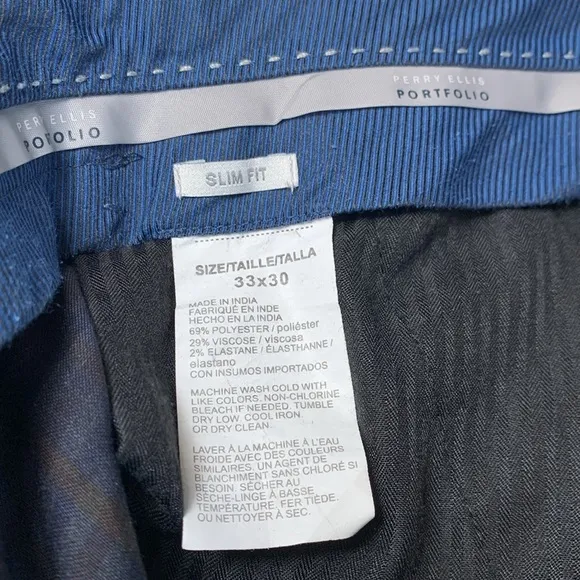 PERRY ELLIS
PORTFOLIO
PERRY ELLIS
PORTFOLIO
SLIM FIT
SIZE/TAILLE/TALLA
33x30
MADE IN INDIA
FABRIQUÉ EN INDE
HECHO EN LA INDIA
69% POLYESTER / poliéster
29% VISCOSE / viscosa
2% ELASTANE / ÉLASTHANNE /
elastano
CON INSUMOS IMPORTADOS
MACHINE WASH COLD WITH
LIKE COLORS. NON-CHLORINE
BLEACH IF NEEDED. TUMBLE
DRY LOW. COOL IRON.
OR DRY CLEAN.
LAVER À LA MACHINE À L'EAU
FROIDE AVEC DES COULEURS
SIMILAIRES. UN AGENT DE
BLANCHIMENT SANS CHLORÉ SI
BESOIN. SÉCHER AU
SÈCHE-LINGE À BASSE
TEMPÉRATURE. FER TIÈDE.
OU NETTOYER À SEC.